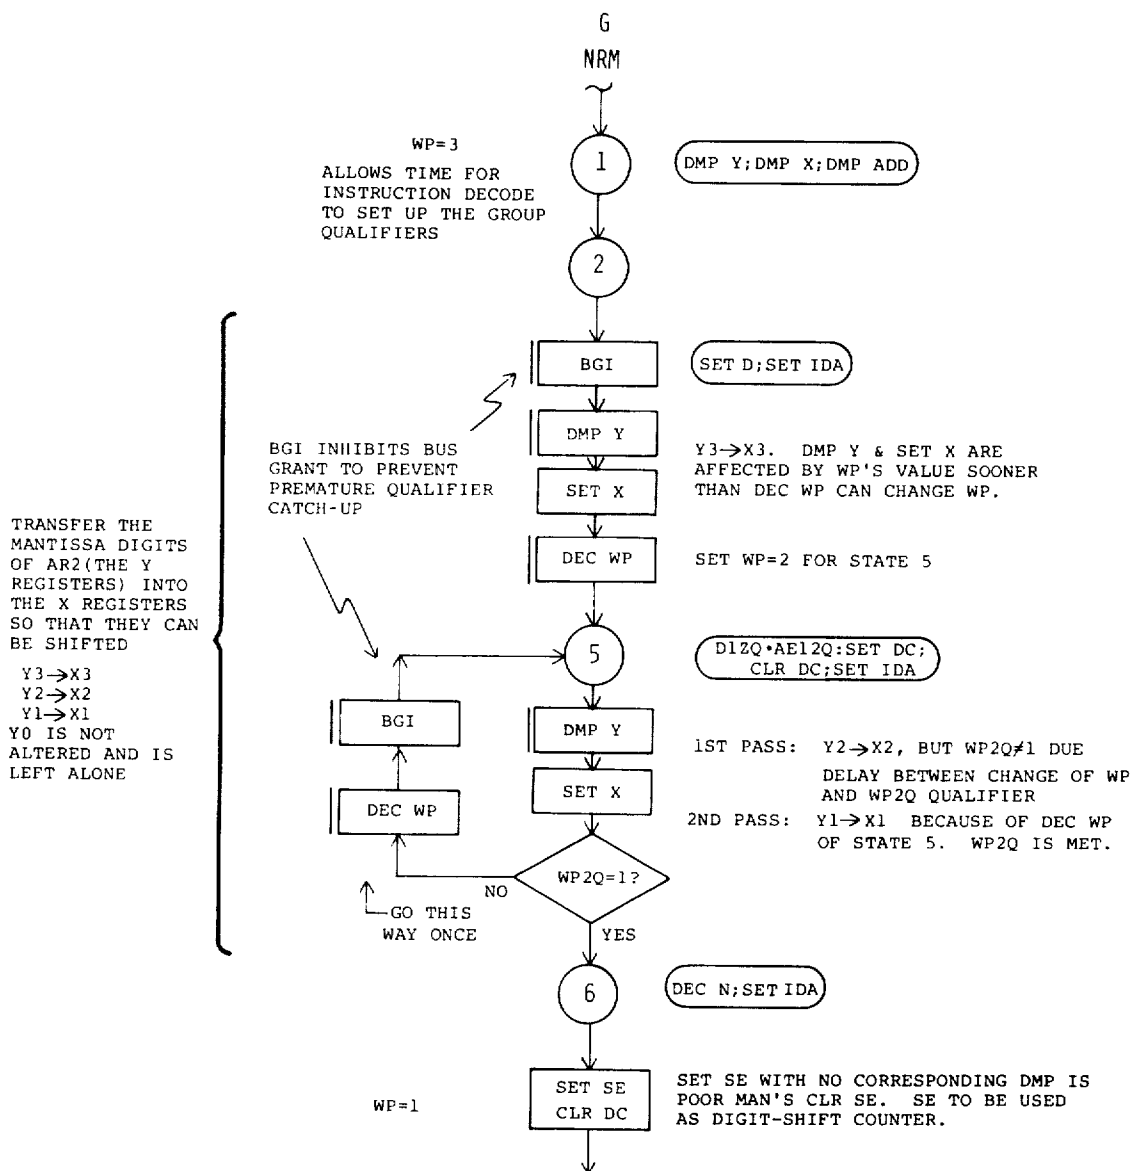 G
NRM
WP=3
ALLOWS TIME FOR
INSTRUCTION DECODE
TO SET UP THE GROUP
QUALIFIERS
1
DMP Y;DMP X;DMP ADD
2
BGI
SET D;SET IDA
DMP Y
SET X
Y3→X3. DMP Y & SET X ARE
AFFECTED BY WP'S VALUE SOONER
THAN DEC WP CAN CHANGE WP.
BGI INHIBITS BUS
GRANT TO PREVENT
PREMATURE QUALIFIER
CATCH-UP
DEC WP
SET WP=2 FOR STATE 5
TRANSFER THE
MANTISSA DIGITS
OF AR2(THE Y
REGISTERS) INTO
THE X REGISTERS
SO THAT THEY CAN
BE SHIFTED
Y3→X3
Y2→X2
Y1→X1
Y0 IS NOT
ALTERED AND IS
LEFT ALONE
5
D1ZQ•AE12Q:SET DC;
CLR DC;SET IDA
BGI
DEC WP
DMP Y
SET X
1ST PASS: Y2→X2, BUT WP2Q≠1 DUE
DELAY BETWEEN CHANGE OF WP
AND WP2Q QUALIFIER
2ND PASS: Y1→X1 BECAUSE OF DEC WP
OF STATE 5. WP2Q IS MET.
WP2Q=1?
NO
GO THIS
WAY ONCE
YES
6
DEC N;SET IDA
WP=1
SET SE
CLR DC
SET SE WITH NO CORRESPONDING DMP IS
POOR MAN'S CLR SE. SE TO BE USED
AS DIGIT-SHIFT COUNTER.